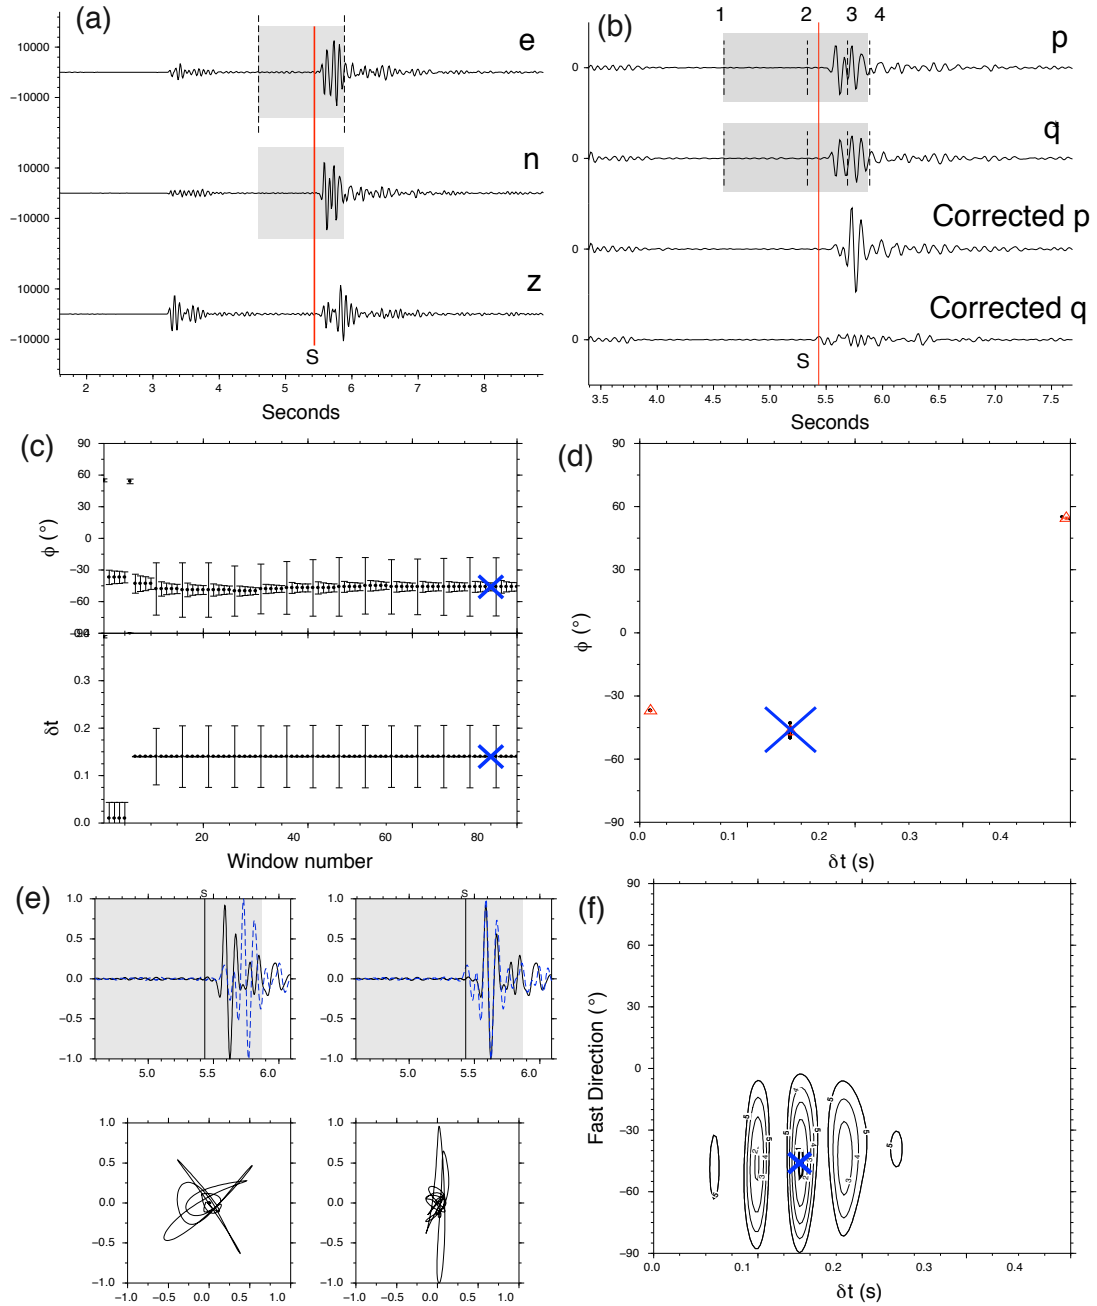 (a)
e
10000
−10000
n
10000
−10000
z
10000
−10000
S
2 3 4 5 6 7 8
Seconds
(b)
1 2 3 4
p
0
q
0
Corrected p
0
Corrected q
0
S
3.5 4.0 4.5 5.0 5.5 6.0 6.5 7.0 7.5
Seconds
(c)
90
60
30
0
−30
−60
ϕ (°)
0.3
0.2
0.1
0.0
δt
20 40 60 80
Window number
(d)
90
60
30
0
−30
−60
−90
ϕ (°)
0.0 0.1 0.2 0.3 0.4
δt (s)
(e)
S
1.0
0.5
0.0
−0.5
−1.0
5.0 5.5 6.0
S
1.0
0.5
0.0
−0.5
−1.0
5.0 5.5 6.0
1.0
0.5
0.0
−0.5
−1.0
−1.0 −0.5 0.0 0.5 1.0
1.0
0.5
0.0
−0.5
−1.0
−1.0 −0.5 0.0 0.5 1.0
(f)
90
60
30
0
−30
−60
−90
Fast Direction (°)
0.0 0.1 0.2 0.3 0.4
δt (s)